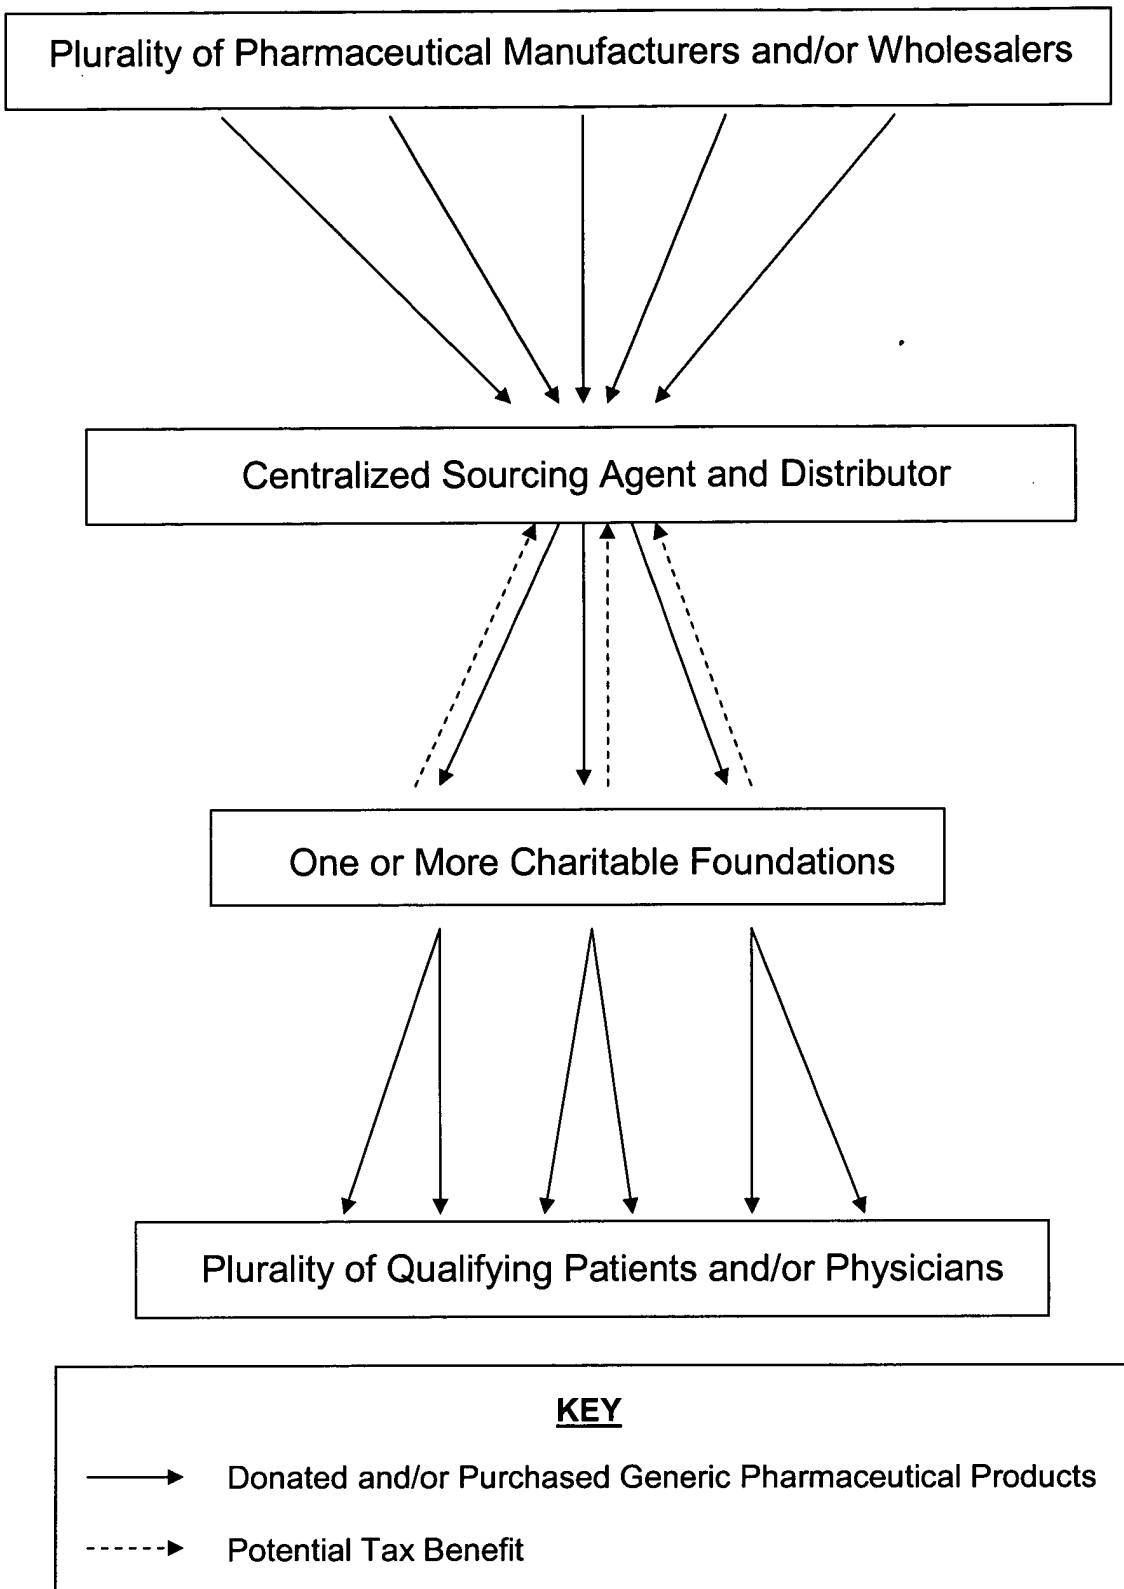 Plurality of Pharmaceutical Manufacturers and/or Wholesalers
Centralized Sourcing Agent and Distributor
One or More Charitable Foundations
Plurality of Qualifying Patients and/or Physicians
KEY
Donated and/or Purchased Generic Pharmaceutical Products
Potential Tax Benefit